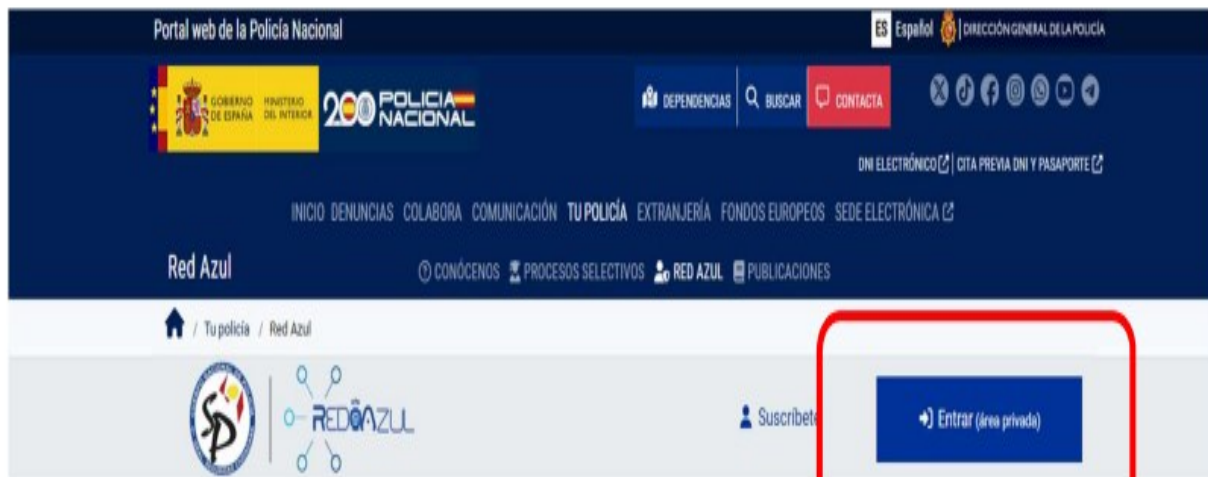 Portal web de la Policía Nacional
ES Español DIRECCIÓN GENERAL DE LA POLICÍA
GOBIERNO DE ESPAÑA
MINISTERIO DEL INTERIOR
200 POLICIA NACIONAL
DEPENDENCIAS BUSCAR CONTACTA
DNI ELECTRÓNICO | CITA PREVIA DNI Y PASAPORTE
INICIO DENUNCIAS COLABORA COMUNICACIÓN TU POLICÍA EXTRANJERÍA FONDOS EUROPEOS SEDE ELECTRÓNICA
Red Azul
CONÓCENOS PROCESOS SELECTIVOS RED AZUL PUBLICACIONES
/ Tu policía / Red Azul
SP
REDAZUL
Suscríbete
Entrar (área privada)